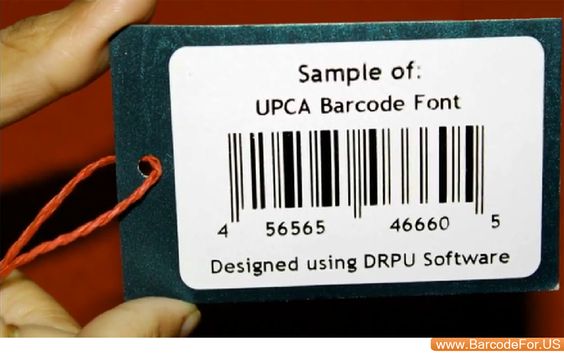 Sample of:
UPCA Barcode Font
4 56565 46660 5
Designed using DRPU Software
www.BarcodeFor.US